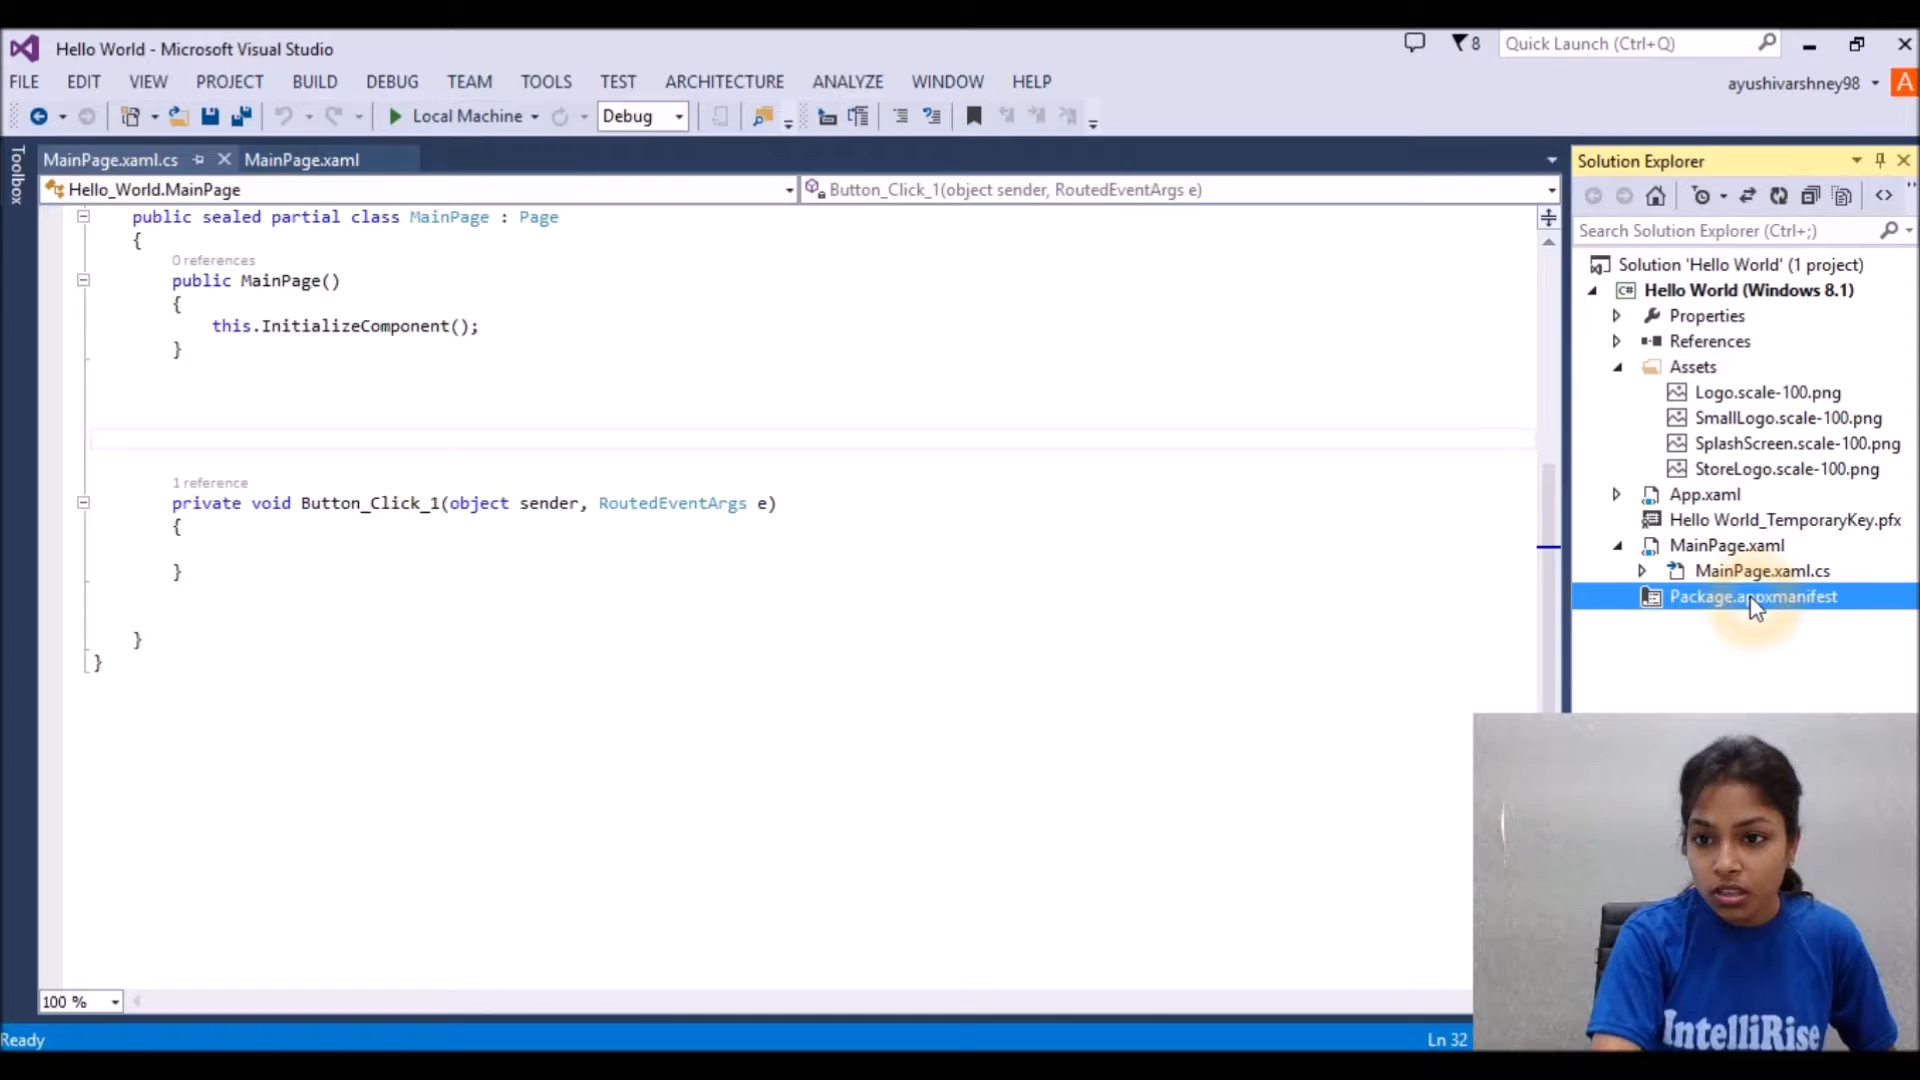 Hello World - Microsoft Visual Studio
8
Quick Launch (Ctrl+Q)
FILE EDIT VIEW PROJECT BUILD DEBUG TEAM TOOLS TEST ARCHITECTURE ANALYZE WINDOW HELP
ayushivarshney98
A
Local Machine
Debug
Toolbox
MainPage.xaml.cs
MainPage.xaml
Hello_World.MainPage
Button_Click_1(object sender, RoutedEventArgs e)
public sealed partial class MainPage : Page
{
0 references
public MainPage()
{
this.InitializeComponent();
}
1 reference
private void Button_Click_1(object sender, RoutedEventArgs e)
{
}
}
}
100 %
Ready
Ln 32
Solution Explorer
Search Solution Explorer (Ctrl+;)
Solution 'Hello World' (1 project)
C# Hello World (Windows 8.1)
Properties
References
Assets
Logo.scale-100.png
SmallLogo.scale-100.png
SplashScreen.scale-100.png
StoreLogo.scale-100.png
App.xaml
Hello World_TemporaryKey.pfx
MainPage.xaml
MainPage.xaml.cs
Package.appxmanifest
IntelliRise